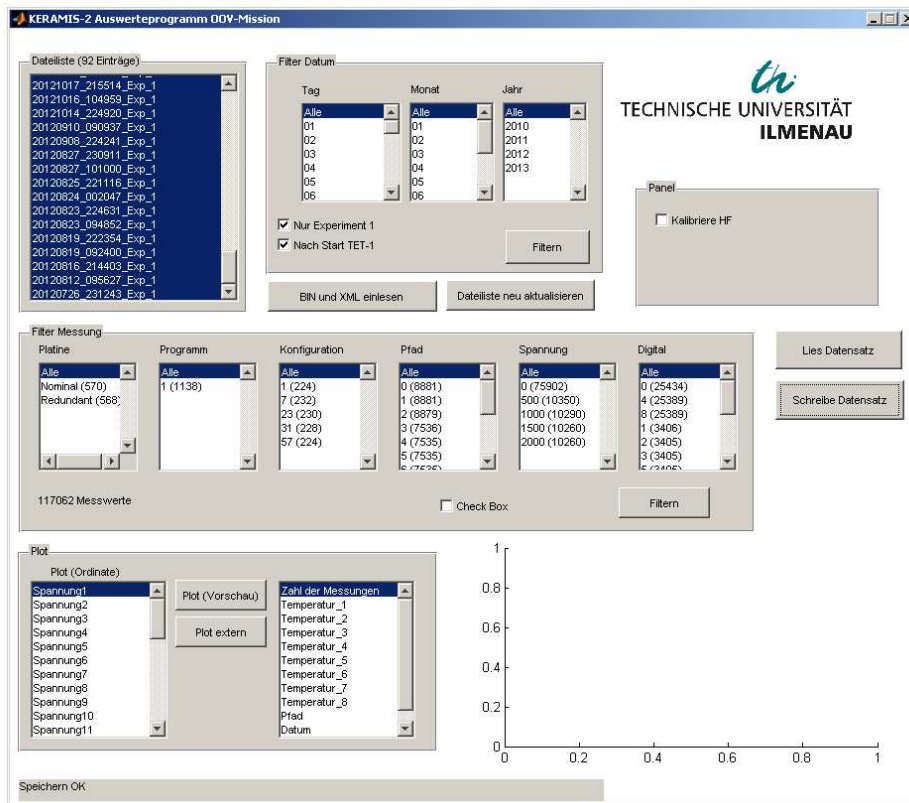 KERAMIS-2 Auswerteprogramm OOV-Mission
Dateiliste (92 Einträge)
20121017_215514_Exp_1
20121016_104959_Exp_1
20121014_224920_Exp_1
20120910_090937_Exp_1
20120908_224241_Exp_1
20120827_230911_Exp_1
20120827_101000_Exp_1
20120825_221116_Exp_1
20120824_002047_Exp_1
20120823_224631_Exp_1
20120823_094852_Exp_1
20120819_222354_Exp_1
20120819_092400_Exp_1
20120816_214403_Exp_1
20120812_095627_Exp_1
20120726_231243_Exp_1
Filter Datum
Tag
Alle
01
02
03
04
05
06
Monat
Alle
01
02
03
04
05
06
Jahr
Alle
2010
2011
2012
2013
Nur Experiment 1
Nach Start TET-1
Filtern
BIN und XML einlesen
Dateiliste neu aktualisieren
th
TECHNISCHE UNIVERSITÄT
ILMENAU
Panel
Kalibriere HF
Filter Messung
Platine
Alle
Nominal (570)
Redundant (568)
Programm
Alle
1 (1138)
Konfiguration
Alle
1 (224)
7 (232)
23 (230)
31 (228)
57 (224)
Pfad
Alle
0 (8881)
1 (8881)
2 (8879)
3 (7536)
4 (7535)
5 (7535)
6 (7535)
Spannung
Alle
0 (75902)
500 (10350)
1000 (10290)
1500 (10260)
2000 (10260)
Digital
Alle
0 (25434)
4 (25389)
8 (25389)
1 (3406)
2 (3405)
3 (3405)
5 (3405)
117062 Messwerte
Check Box
Filtern
Lies Datensatz
Schreibe Datensatz
Plot
Plot (Ordinate)
Spannung1
Spannung2
Spannung3
Spannung4
Spannung5
Spannung6
Spannung7
Spannung8
Spannung9
Spannung10
Spannung11
Plot (Vorschau)
Plot extern
Zahl der Messungen
Temperatur_1
Temperatur_2
Temperatur_3
Temperatur_4
Temperatur_5
Temperatur_6
Temperatur_7
Temperatur_8
Pfad
Datum
1
0.8
0.6
0.4
0.2
0
0 0.2 0.4 0.6 0.8 1
Speichern OK